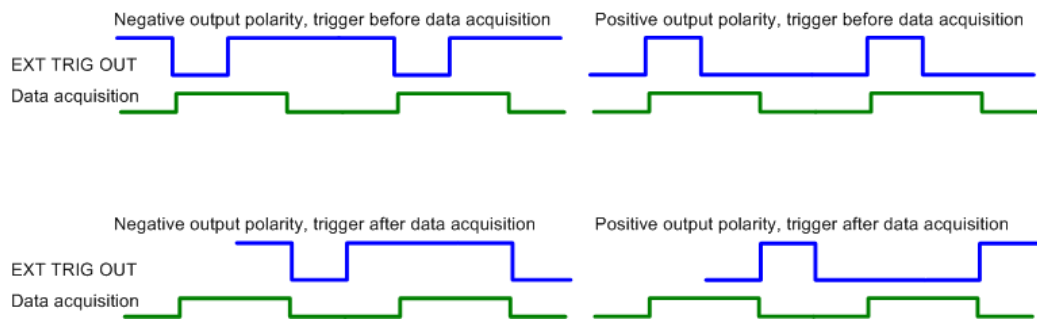 Negative output polarity, trigger before data acquisition
Positive output polarity, trigger before data acquisition
EXT TRIG OUT
Data acquisition
Negative output polarity, trigger after data acquisition
Positive output polarity, trigger after data acquisition
EXT TRIG OUT
Data acquisition